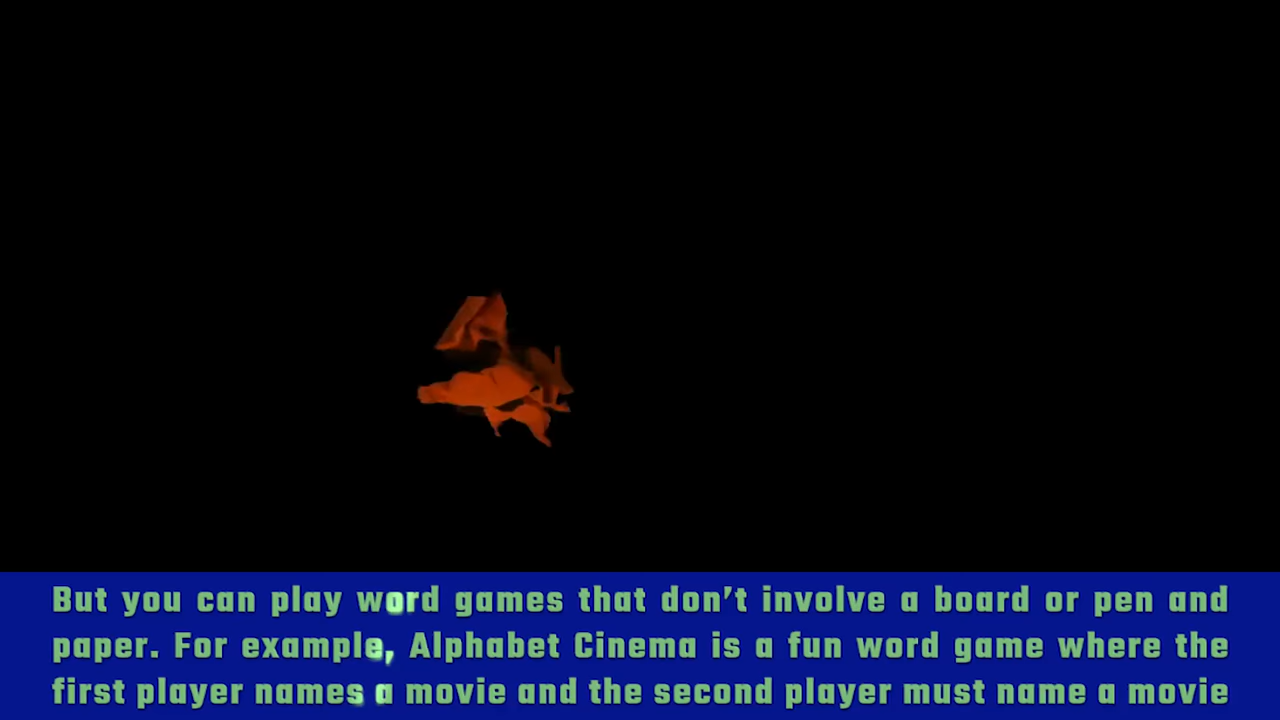 But you can play word games that don’t involve a board or pen and
paper. For example, Alphabet Cinema is a fun word game where the
first player names a movie and the second player must name a movie